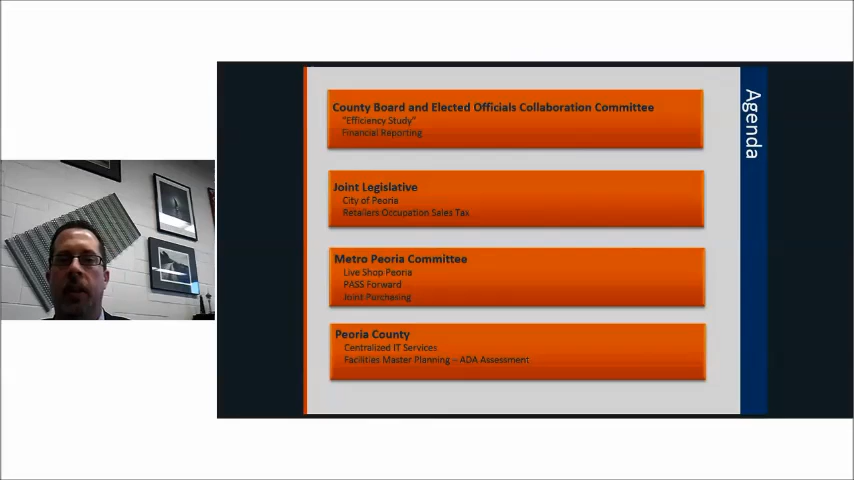 Agenda
County Board and Elected Officials Collaboration Committee
"Efficiency Study"
Financial Reporting
Joint Legislative
City of Peoria
Retailers Occupation Sales Tax
Metro Peoria Committee
Live Shop Peoria
PASS Forward
Joint Purchasing
Peoria County
Centralized IT Services
Facilities Master Planning – ADA Assessment